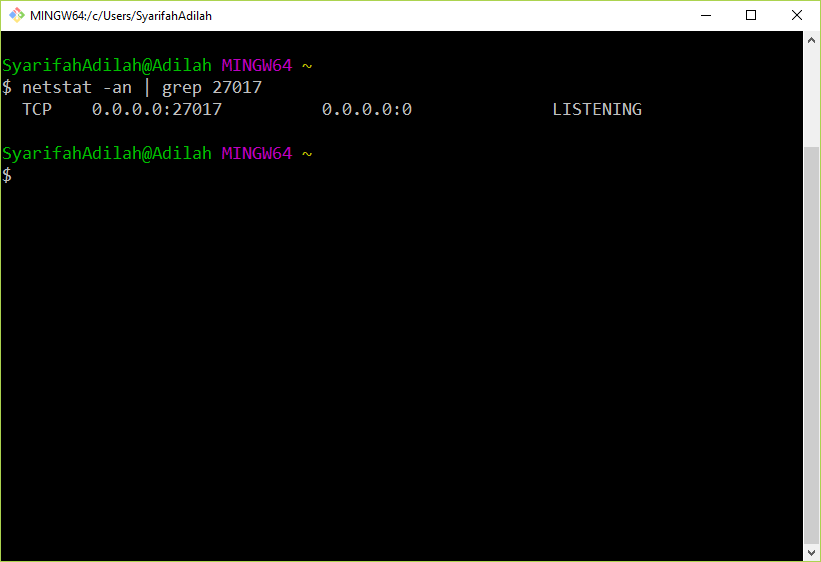 MINGW64:/c/Users/SyarifahAdilah
SyarifahAdilah@Adilah MINGW64 ~
$ netstat -an | grep 27017
  TCP    0.0.0.0:27017          0.0.0.0:0              LISTENING
SyarifahAdilah@Adilah MINGW64 ~
$